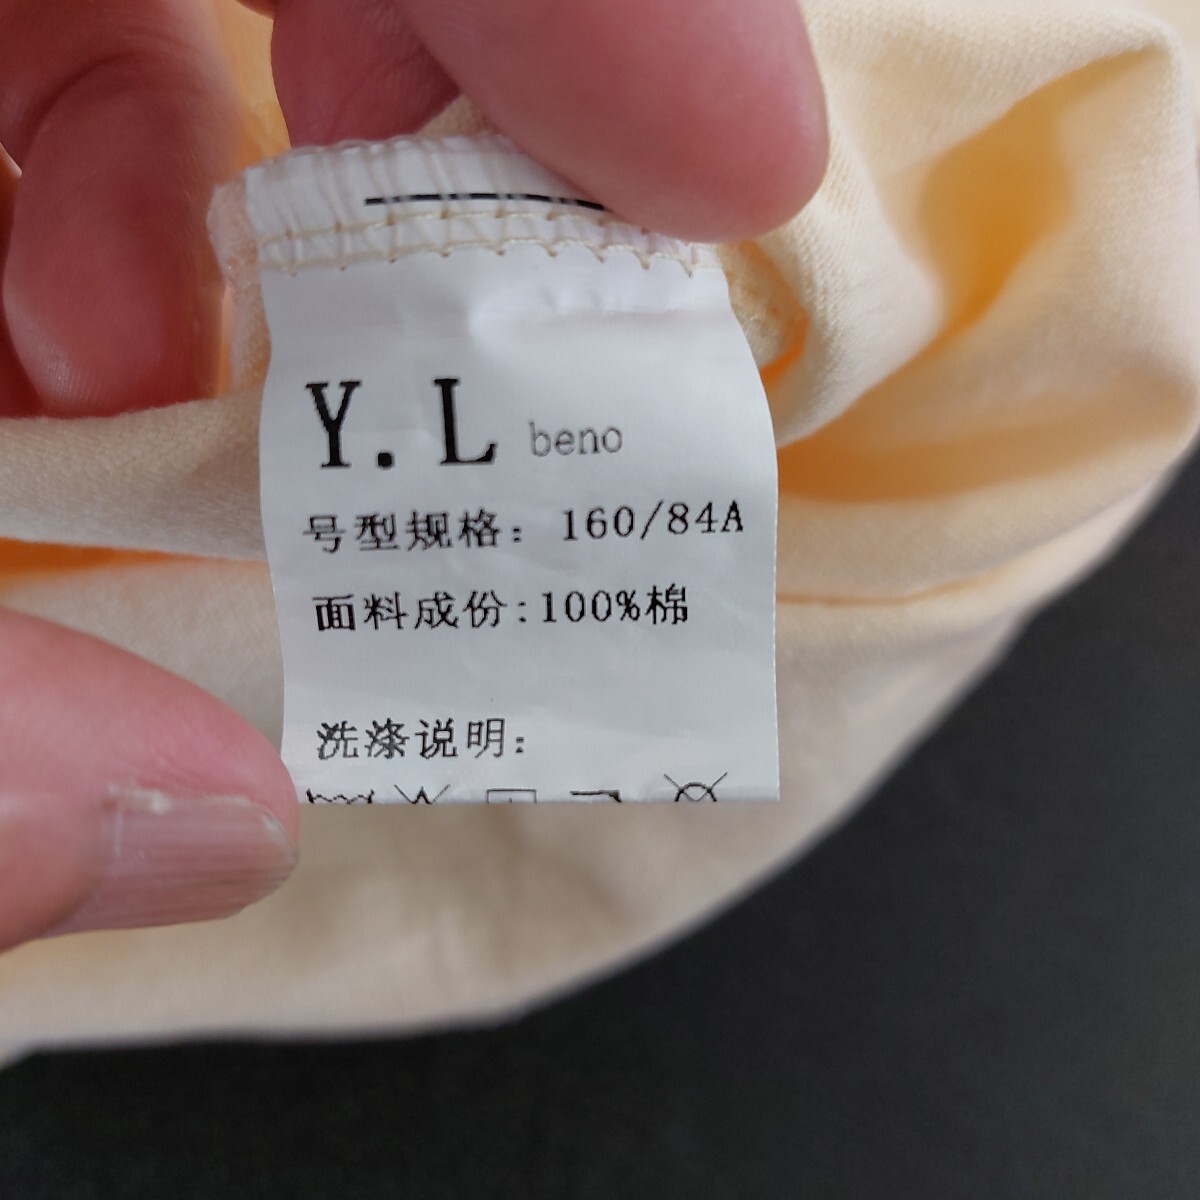 Y.L beno
号型规格: 160/84A
面料成份:100%棉
洗涤说明: